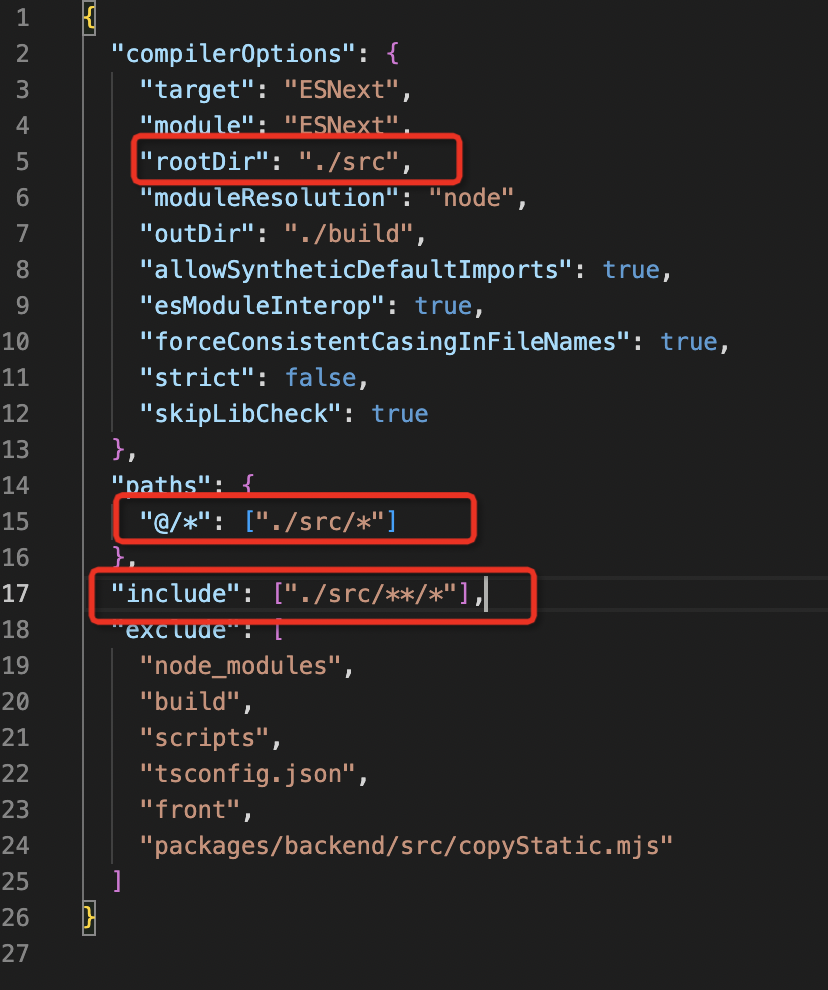 1 {
2 "compilerOptions": {
3 "target": "ESNext",
4 "module": "ESNext",
5 "rootDir": "./src",
6 "moduleResolution": "node",
7 "outDir": "./build",
8 "allowSyntheticDefaultImports": true,
9 "esModuleInterop": true,
10 "forceConsistentCasingInFileNames": true,
11 "strict": false,
12 "skipLibCheck": true
13 },
14 "paths": {
15 "@/*": ["./src/*"]
16 },
17 "include": ["./src/**/*"],
18 "exclude": [
19 "node_modules",
20 "build",
21 "scripts",
22 "tsconfig.json",
23 "front",
24 "packages/backend/src/copyStatic.mjs"
25 ]
26 }
27